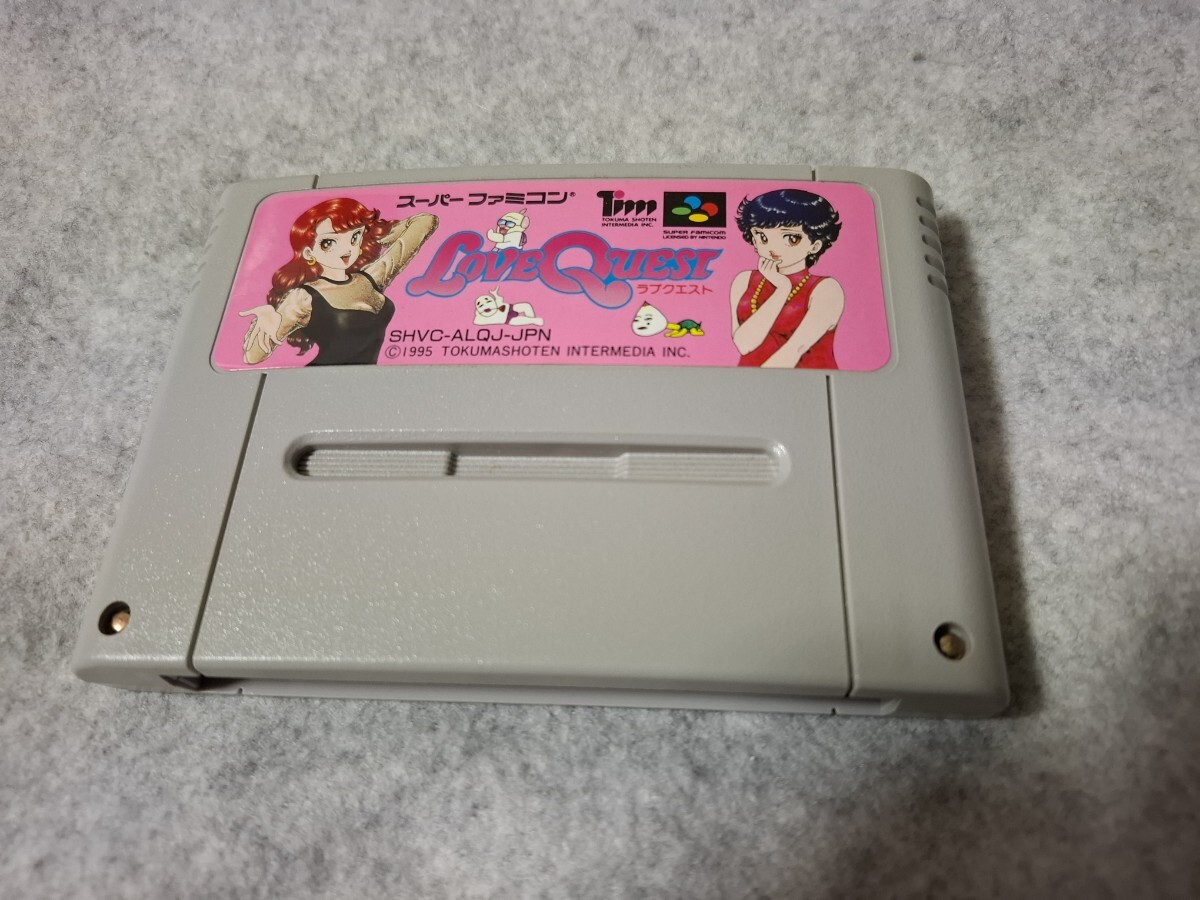 スーパーファミコン®
Tim
TOKUMA SHOTEN
INTERMEDIA INC.
SUPER FAMICOM
LICENSED BY NINTENDO
LOVE QUEST
ラブクエスト
SHVC-ALQJ-JPN
©1995 TOKUMASHOTEN INTERMEDIA INC.